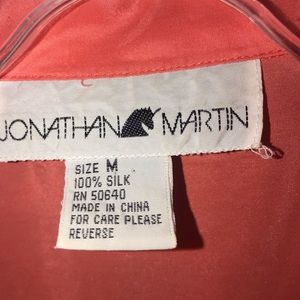 JONATHAN MARTIN
SIZE M
100% SILK
RN 50640
MADE IN CHINA
FOR CARE PLEASE
REVERSE